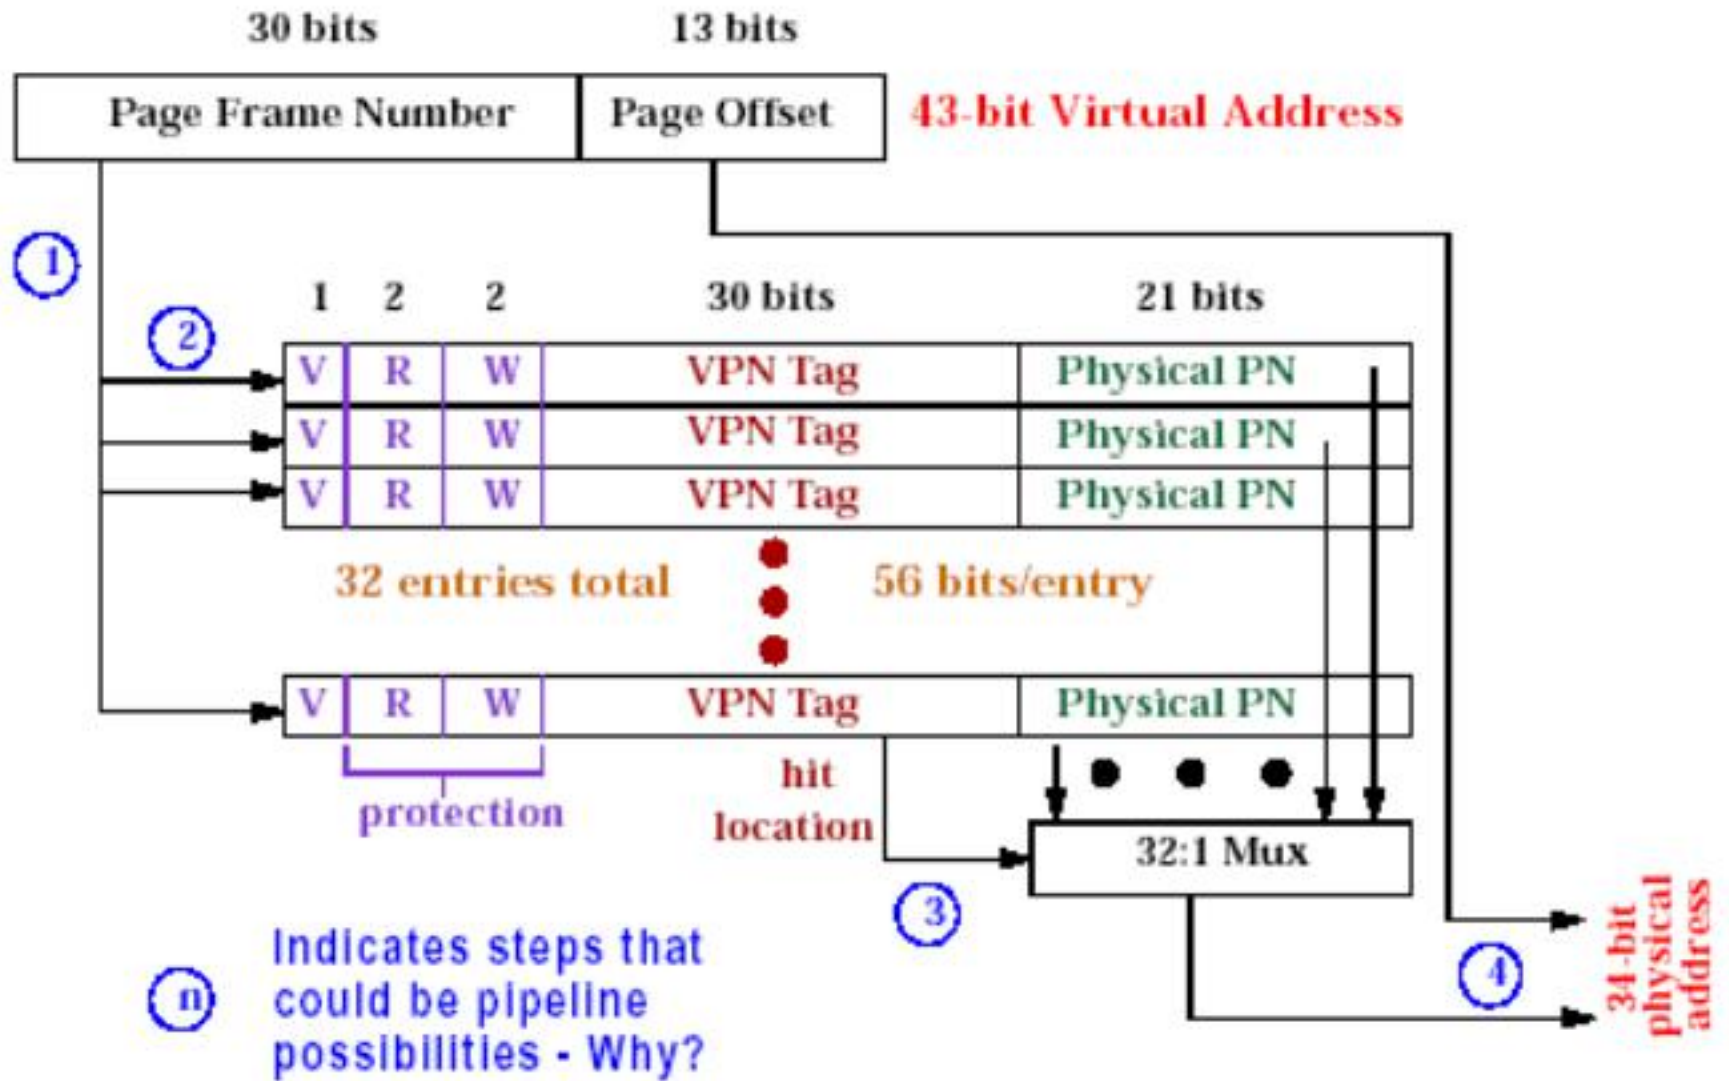 30 bits 13 bits
Page Frame Number Page Offset 43-bit Virtual Address
1
2
1 2 2 30 bits 21 bits
V R W VPN Tag Physical PN
V R W VPN Tag Physical PN
V R W VPN Tag Physical PN
32 entries total 56 bits/entry
V R W VPN Tag Physical PN
protection
hit
location
32:1 Mux
3
4
34-bit
physical
address
n
Indicates steps that
could be pipeline
possibilities - Why?